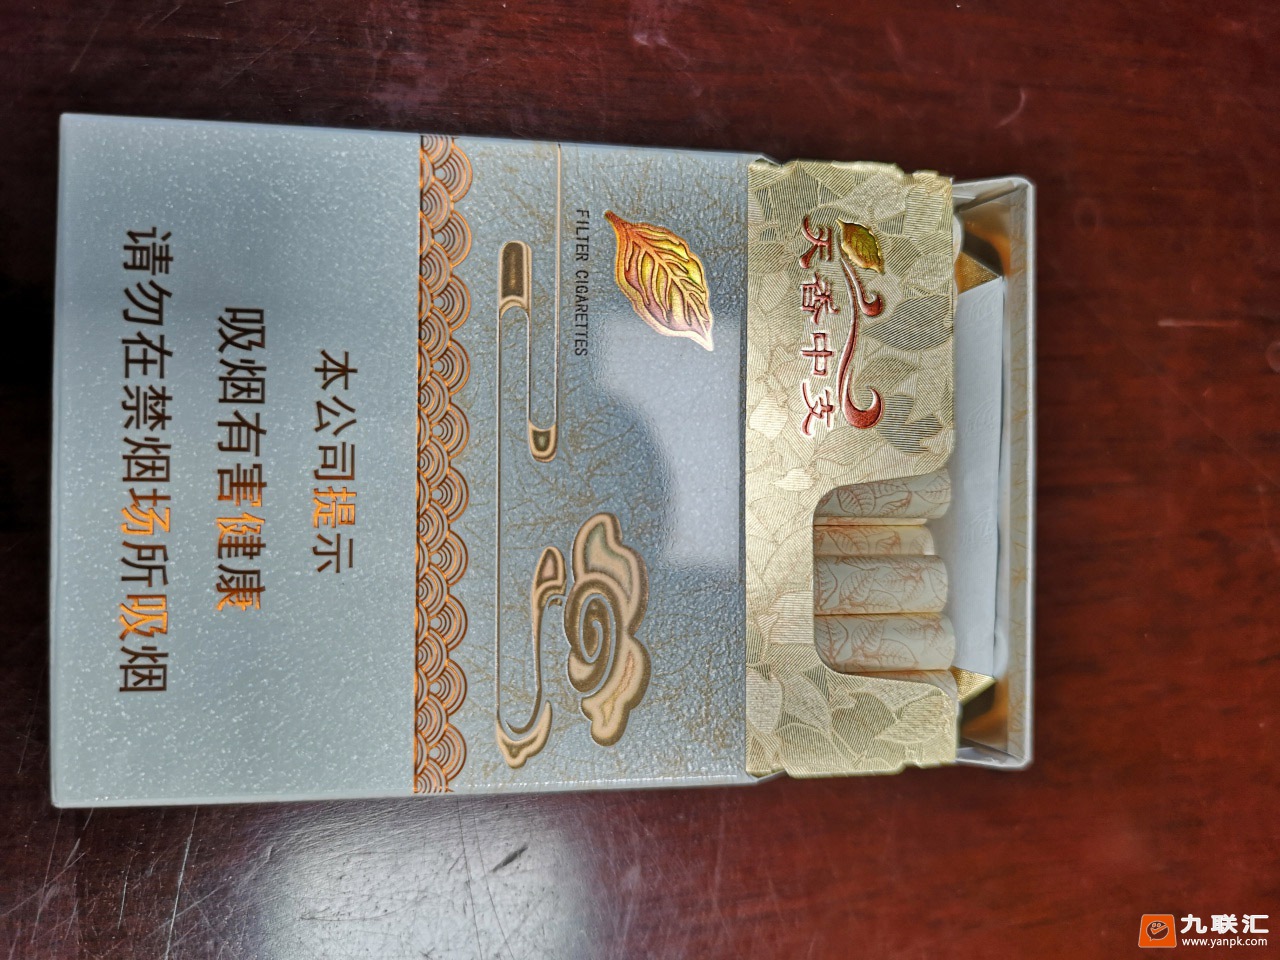 天香中支
FILTER CIGARETTES
本公司提示
吸烟有害健康
请勿在禁烟场所吸烟
九联汇
www.yanpk.com